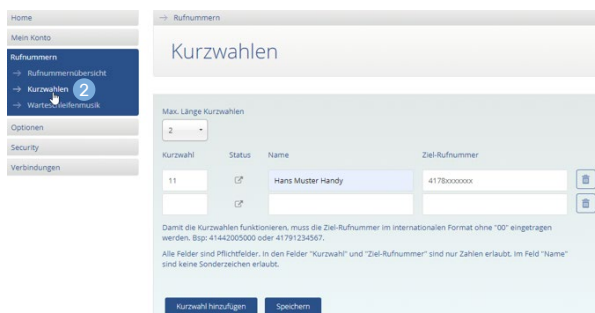 Home
Mein Konto
Rufnummern
→ Rufnummernübersicht
→ Kurzwahlen 2
→ Warteschleifenmusik
Optionen
Security
Verbindungen
→ Rufnummern
Kurzwahlen
Max. Länge Kurzwahlen
2
Kurzwahl Status Name Ziel-Rufnummer
11 Hans Muster Handy 4178xxxxxxx
Damit die Kurzwahlen funktionieren, muss die Ziel-Rufnummer im internationalen Format ohne "00" eingetragen
werden. Bsp: 41442005000 oder 41791234567.
Alle Felder sind Pflichtfelder. In den Felder "Kurzwahl" und "Ziel-Rufnummer" sind nur Zahlen erlaubt. Im Feld "Name"
sind keine Sonderzeichen erlaubt.
Kurzwahl hinzufügen Speichern